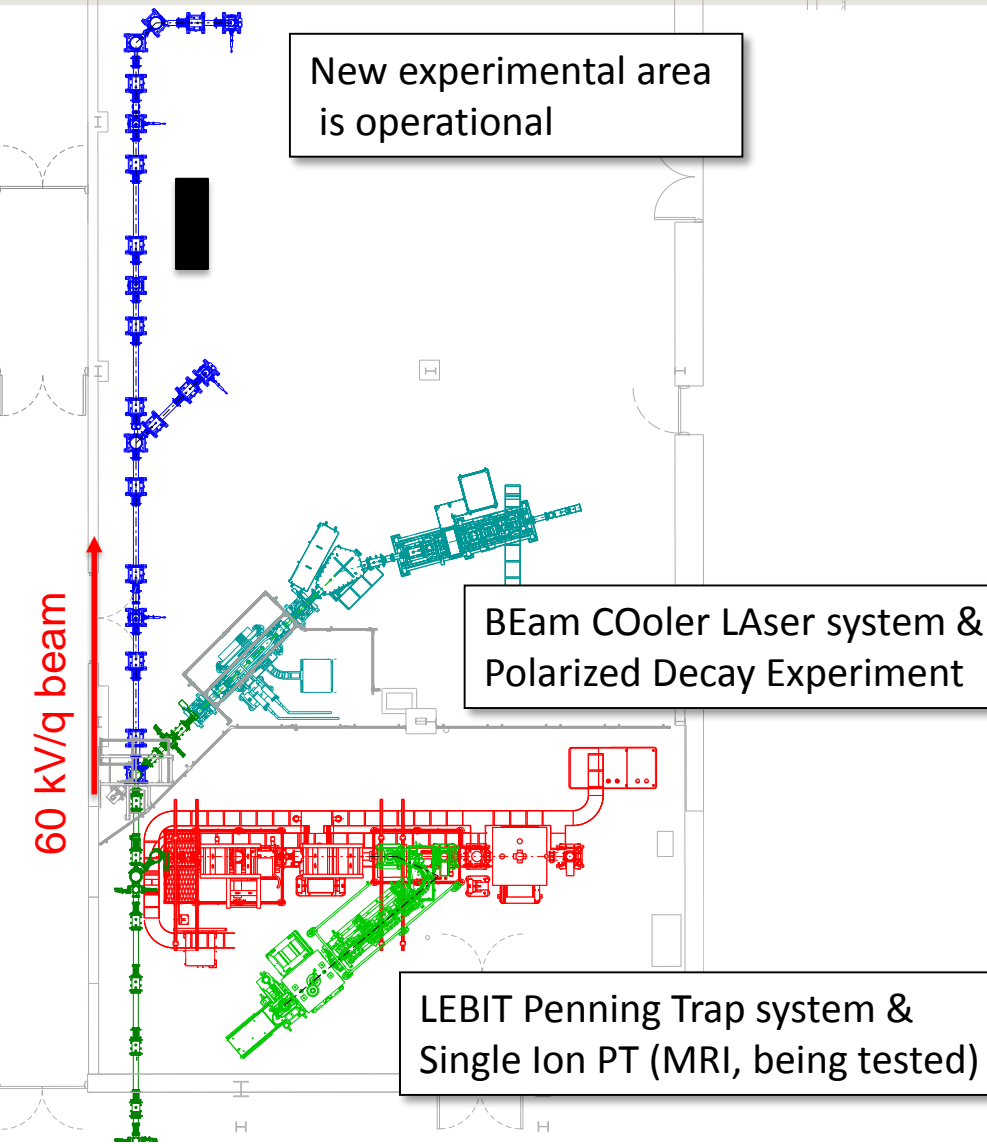 New experimental area
is operational
60 kV/q beam
BEam COoler LAser system &
Polarized Decay Experiment
LEBIT Penning Trap system &
Single Ion PT (MRI, being tested)